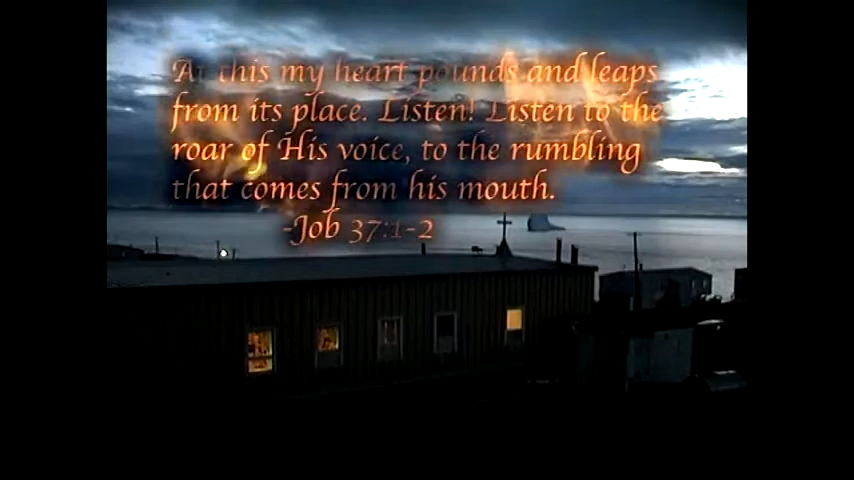 At this my heart pounds and leaps
from its place. Listen! Listen to the
roar of His voice, to the rumbling
that comes from his mouth.
-Job 37:1-2